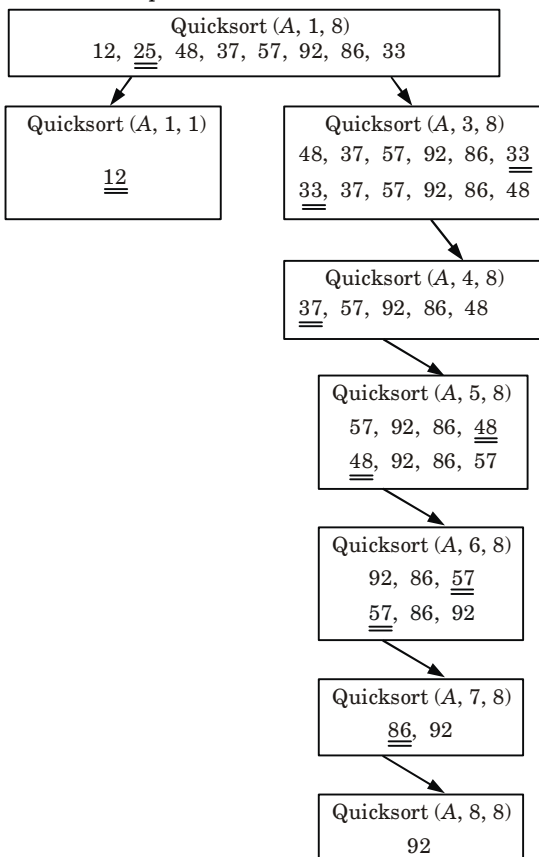 Quicksort (A, 1, 8)
12, 25, 48, 37, 57, 92, 86, 33
Quicksort (A, 1, 1)
12
Quicksort (A, 3, 8)
48, 37, 57, 92, 86, 33
33, 37, 57, 92, 86, 48
Quicksort (A, 4, 8)
37, 57, 92, 86, 48
Quicksort (A, 5, 8)
57, 92, 86, 48
48, 92, 86, 57
Quicksort (A, 6, 8)
92, 86, 57
57, 86, 92
Quicksort (A, 7, 8)
86, 92
Quicksort (A, 8, 8)
92